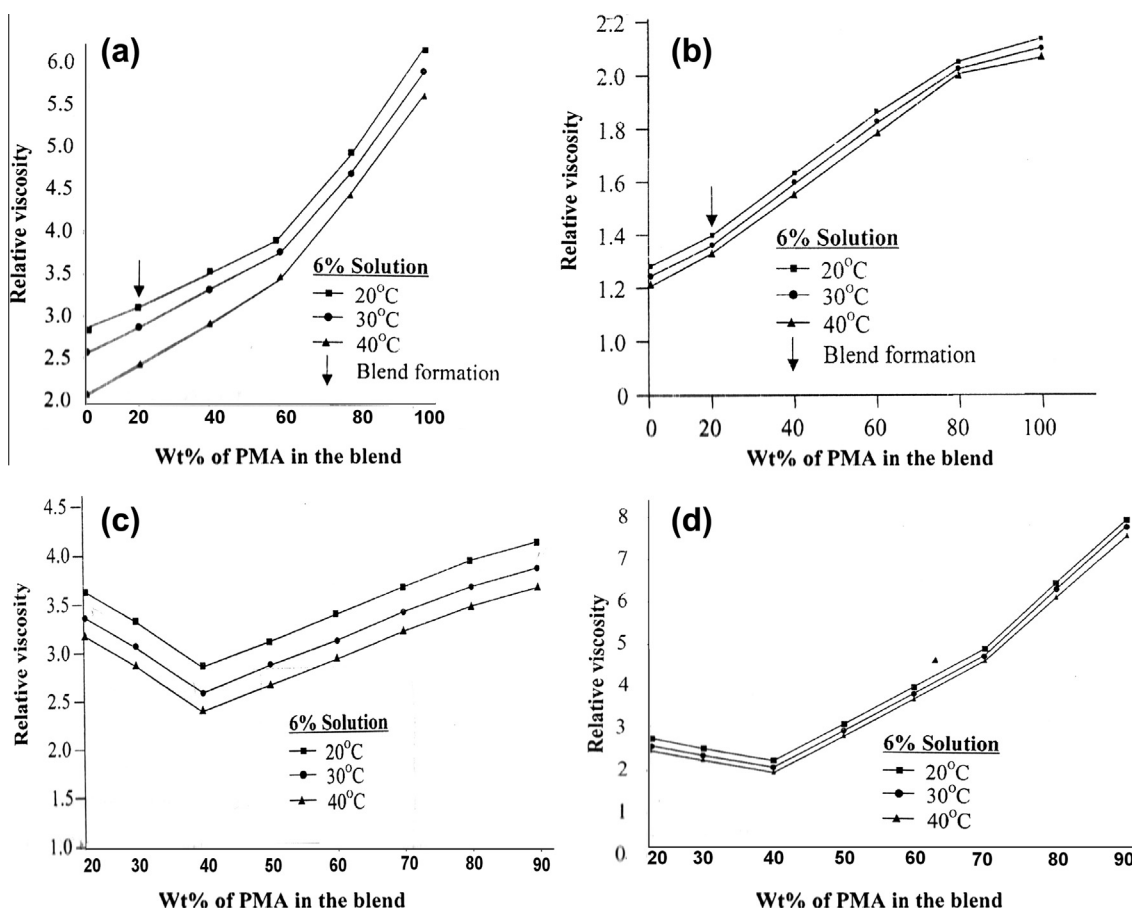 (a)
6.0
5.5
5.0
4.5
4.0
3.5
3.0
2.5
2.0
Relative viscosity
6% Solution
20°C
30°C
40°C
Blend formation
0 20 40 60 80 100
Wt% of PMA in the blend
(b)
2.2
2.0
1.8
1.6
1.4
1.2
1.0
0
Relative viscosity
6% Solution
20°C
30°C
40°C
Blend formation
0 20 40 60 80 100
Wt% of PMA in the blend
(c)
4.5
4.0
3.5
3.0
2.5
2.0
1.5
1.0
Relative viscosity
6% Solution
20°C
30°C
40°C
20 30 40 50 60 70 80 90
Wt% of PMA in the blend
(d)
8
7
6
5
4
3
2
1
0
Relative viscosity
6% Solution
20°C
30°C
40°C
20 30 40 50 60 70 80 90
Wt% of PMA in the blend